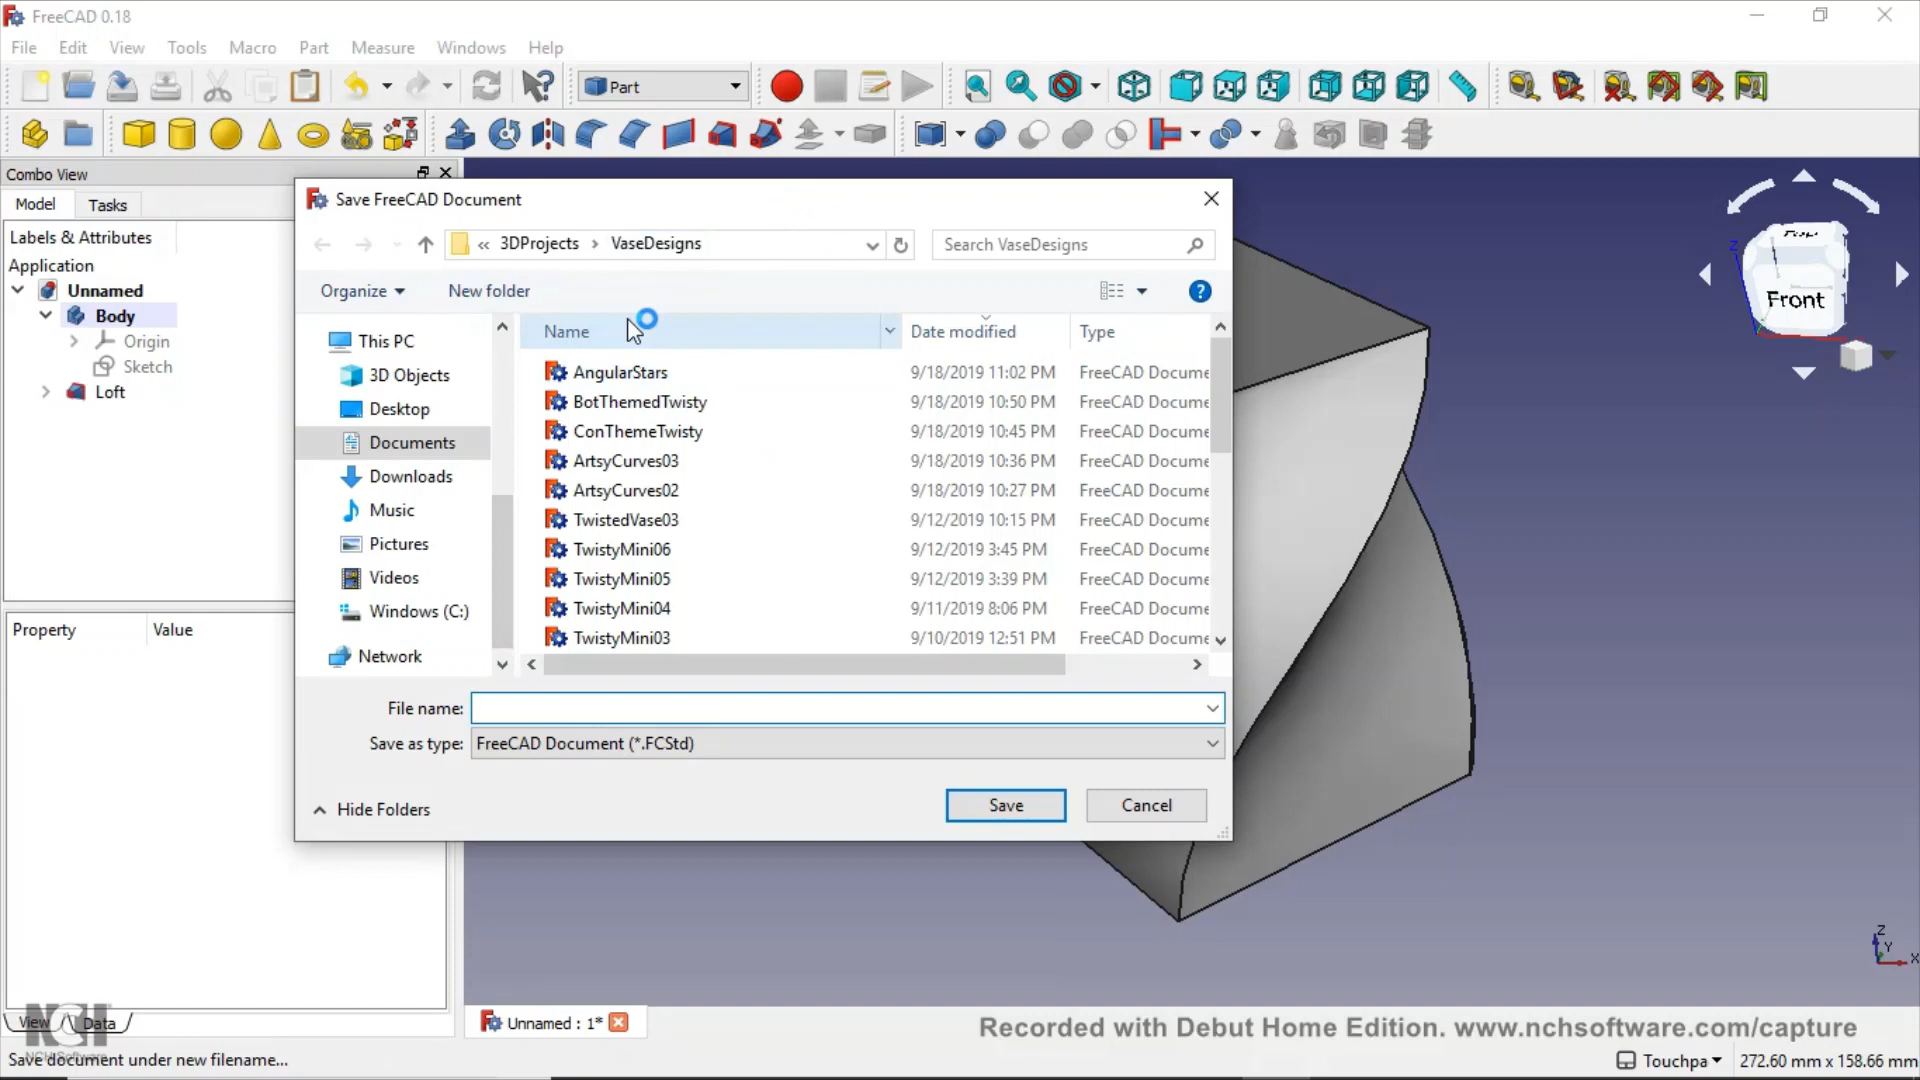 FreeCAD 0.18
File Edit View Tools Macro Part Measure Windows Help
Part
Combo View
Model Tasks
Labels & Attributes
Application
Unnamed
Body
Origin
Sketch
Loft
Property Value
View Data
NCH
NCH Software
Save document under new filename...
Save FreeCAD Document
« 3DProjects › VaseDesigns
Search VaseDesigns
Organize New folder
This PC
3D Objects
Desktop
Documents
Downloads
Music
Pictures
Videos
Windows (C:)
Network
Name Date modified Type
AngularStars 9/18/2019 11:02 PM FreeCAD Docume
BotThemedTwisty 9/18/2019 10:50 PM FreeCAD Docume
ConThemeTwisty 9/18/2019 10:45 PM FreeCAD Docume
ArtsyCurves03 9/18/2019 10:36 PM FreeCAD Docume
ArtsyCurves02 9/18/2019 10:27 PM FreeCAD Docume
TwistedVase03 9/12/2019 10:15 PM FreeCAD Docume
TwistyMini06 9/12/2019 3:45 PM FreeCAD Docume
TwistyMini05 9/12/2019 3:39 PM FreeCAD Docume
TwistyMini04 9/11/2019 8:06 PM FreeCAD Docume
TwistyMini03 9/10/2019 12:51 PM FreeCAD Docume
File name:
Save as type: FreeCAD Document (*.FCStd)
Hide Folders
Save Cancel
Z
Front
Z
Y
X
Unnamed : 1*
Recorded with Debut Home Edition. www.nchsoftware.com/capture
Touchpa 272.60 mm x 158.66 mm